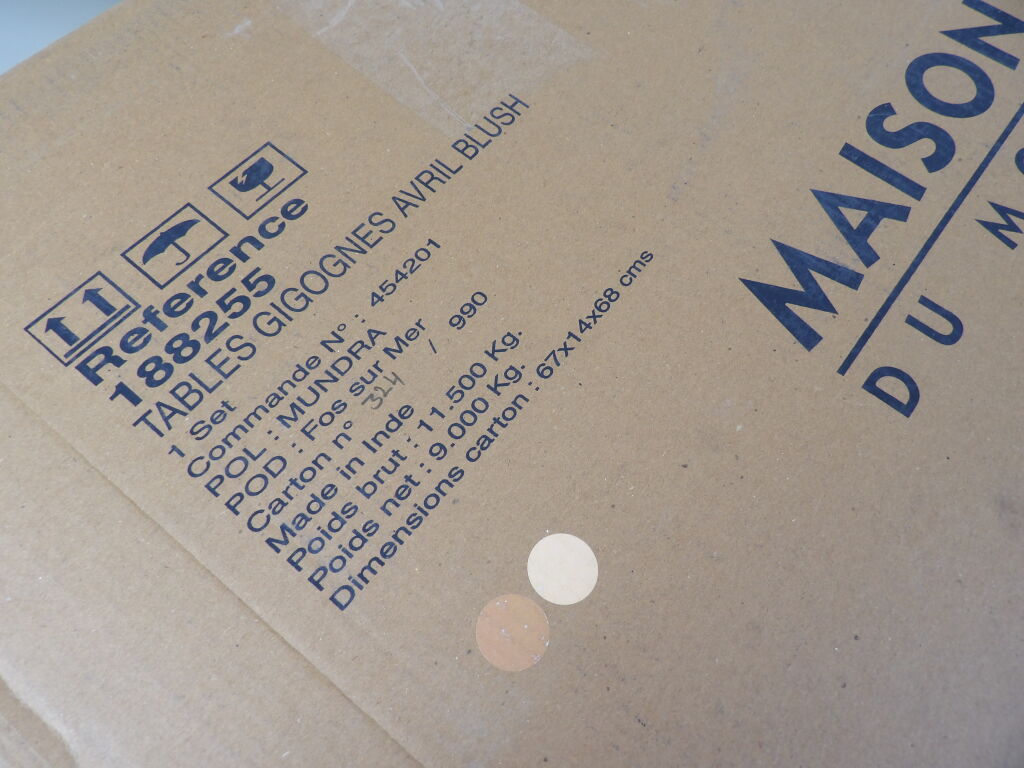 Reference
188255
TABLES GIGOGNES AVRIL BLUSH
1 Set
Commande N° : 454201
POL : MUNDRA
POD : Fos sur Mer
Carton n° 324 / 990
Made in Inde
Poids brut : 11.500 Kg.
Poids net : 9.000 Kg.
Dimensions carton : 67x14x68 cms
MAISON
DU M